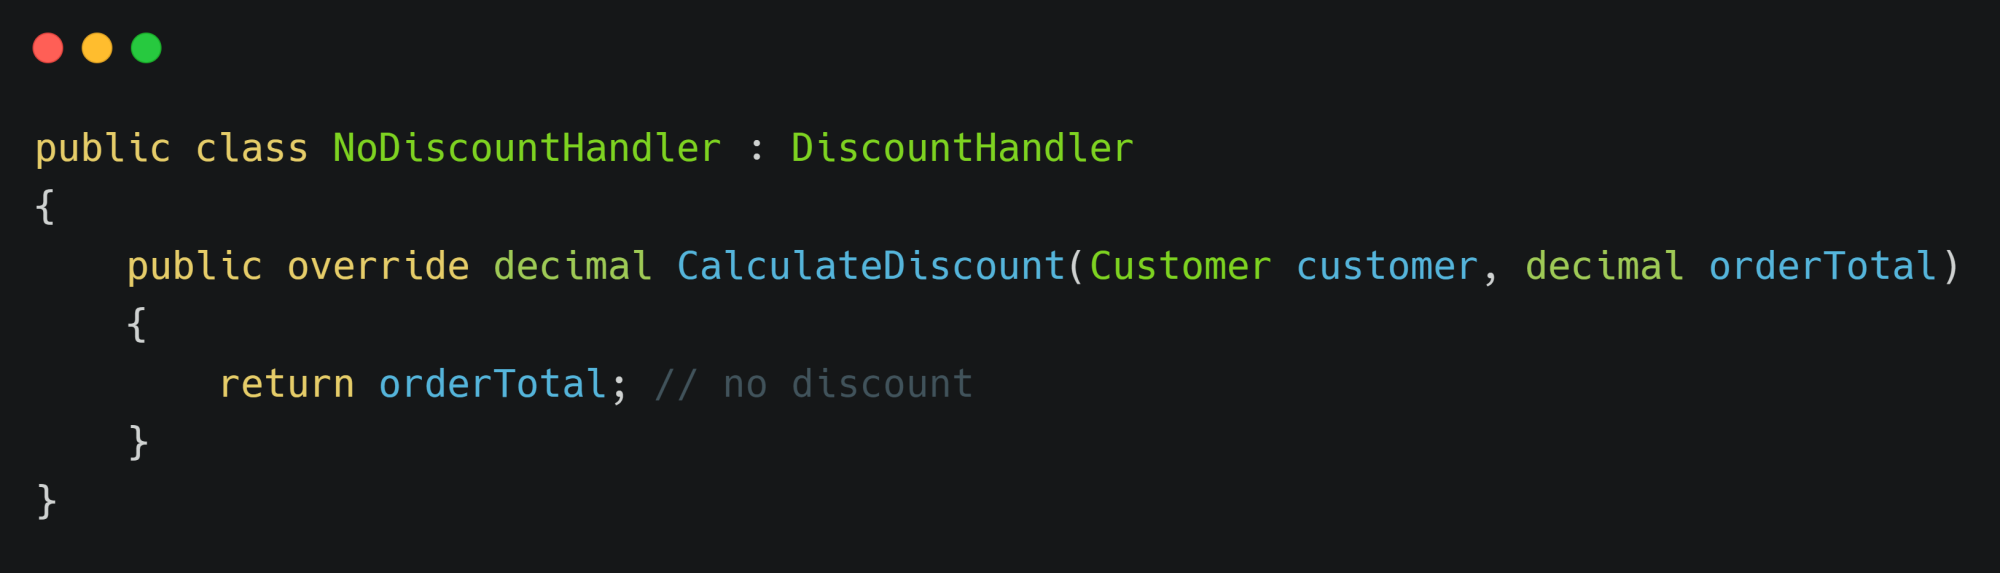 public class NoDiscountHandler : DiscountHandler
{
    public override decimal CalculateDiscount(Customer customer, decimal orderTotal)
    {
        return orderTotal; // no discount
    }
}